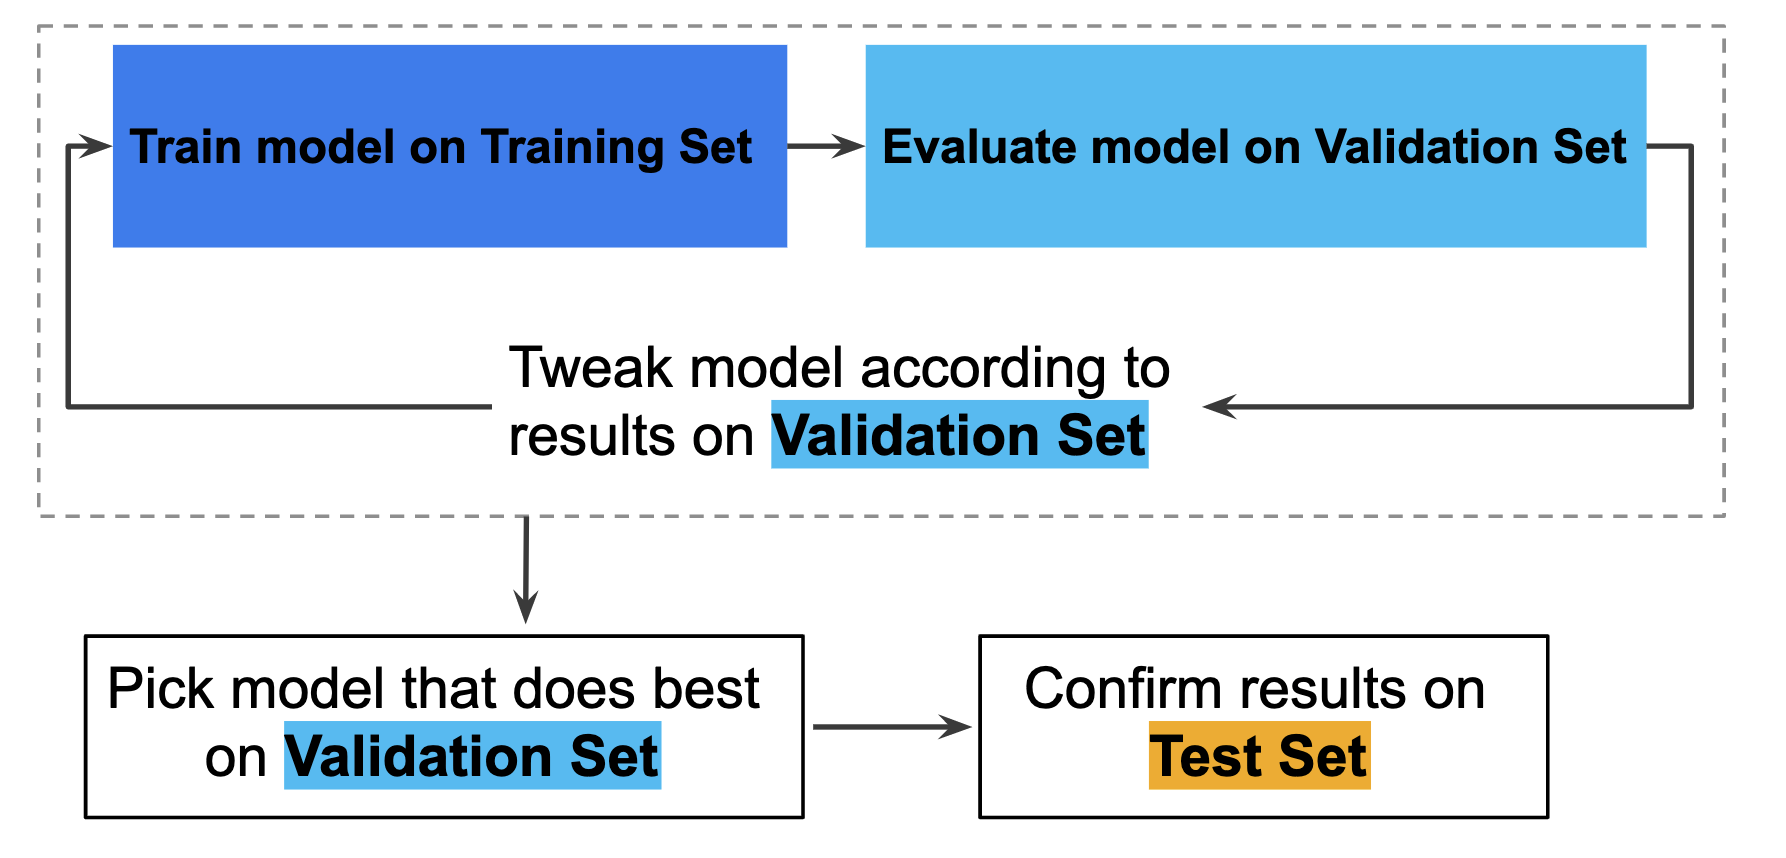 Train model on Training Set
Evaluate model on Validation Set
Tweak model according to
results on Validation Set
Pick model that does best
on Validation Set
Confirm results on
Test Set